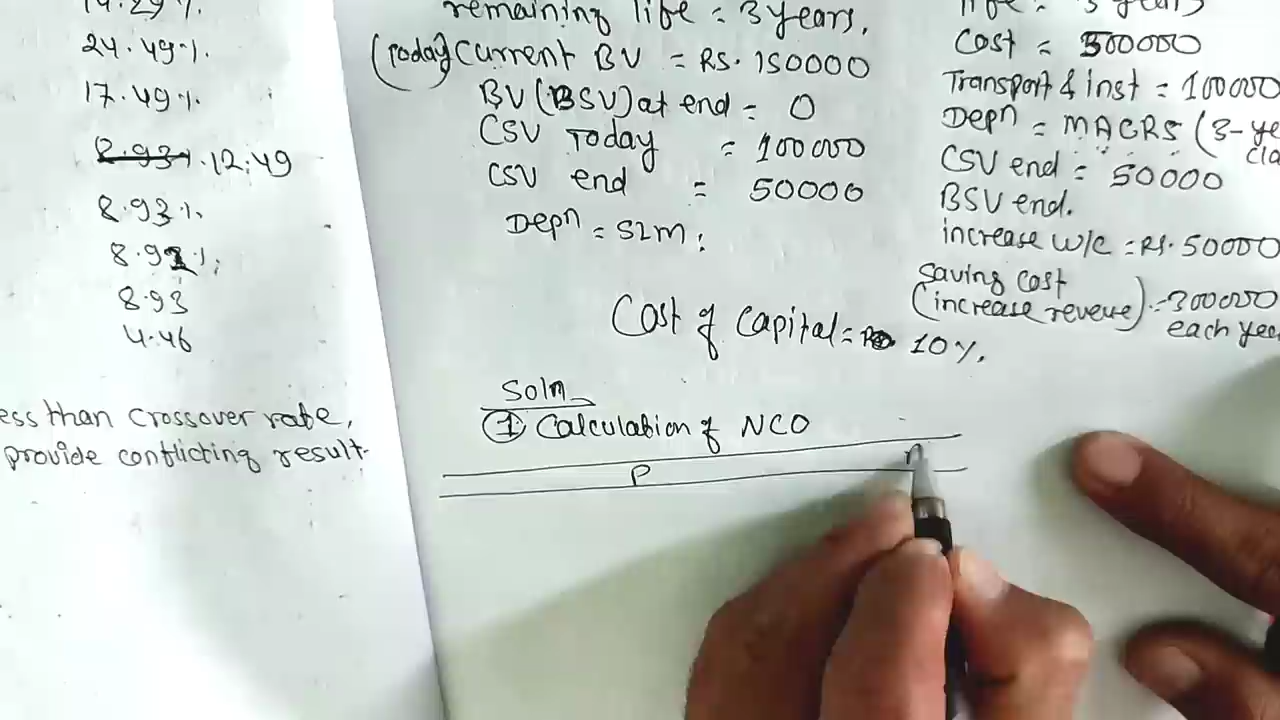 14.29%.
24.49%.
17.49%.
8.93% 12.49
8.93%
8.92%
8.93
4.46
ess than crossover rate,
provide conflicting result
remaining life = 3 years.
(Today) Current BV = RS. 150000
BV (BSV) at end = 0
CSV Today = 100000
CSV end = 50000
Depn = SLM.
Cost of Capital = 10%.
Soln
① Calculation of NCO
P
life = 3 years
Cost = 500000
Transport & inst = 100000
Depn = MACRS (3-ye
cla
CSV end = 50000
BSV end.
increase w/c = RS. 50000
Saving Cost
(increase reveue) = 300000
each yea